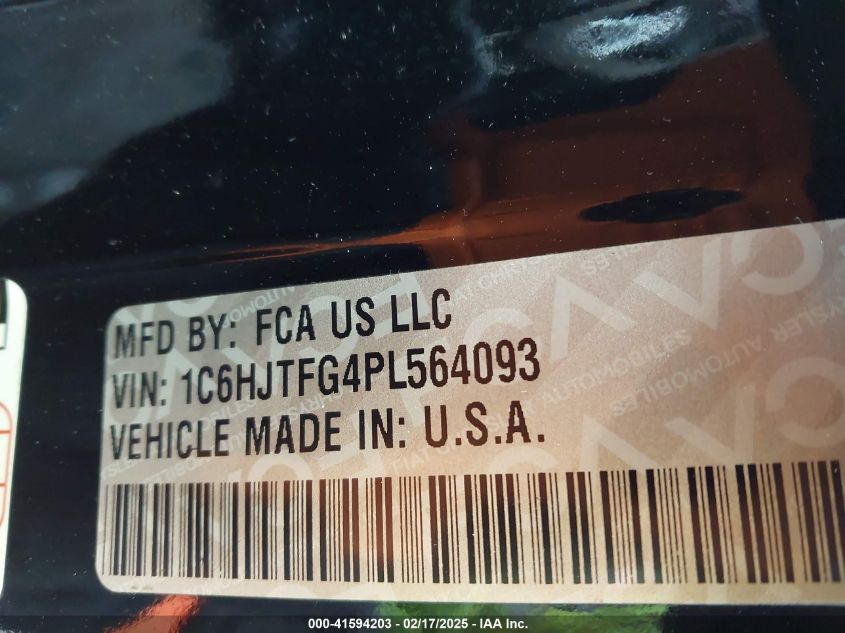 MFD BY: FCA US LLC
VIN: 1C6HJTFG4PL564093
VEHICLE MADE IN: U.S.A.
000-41594203 - 02/17/2025 - IAA Inc.